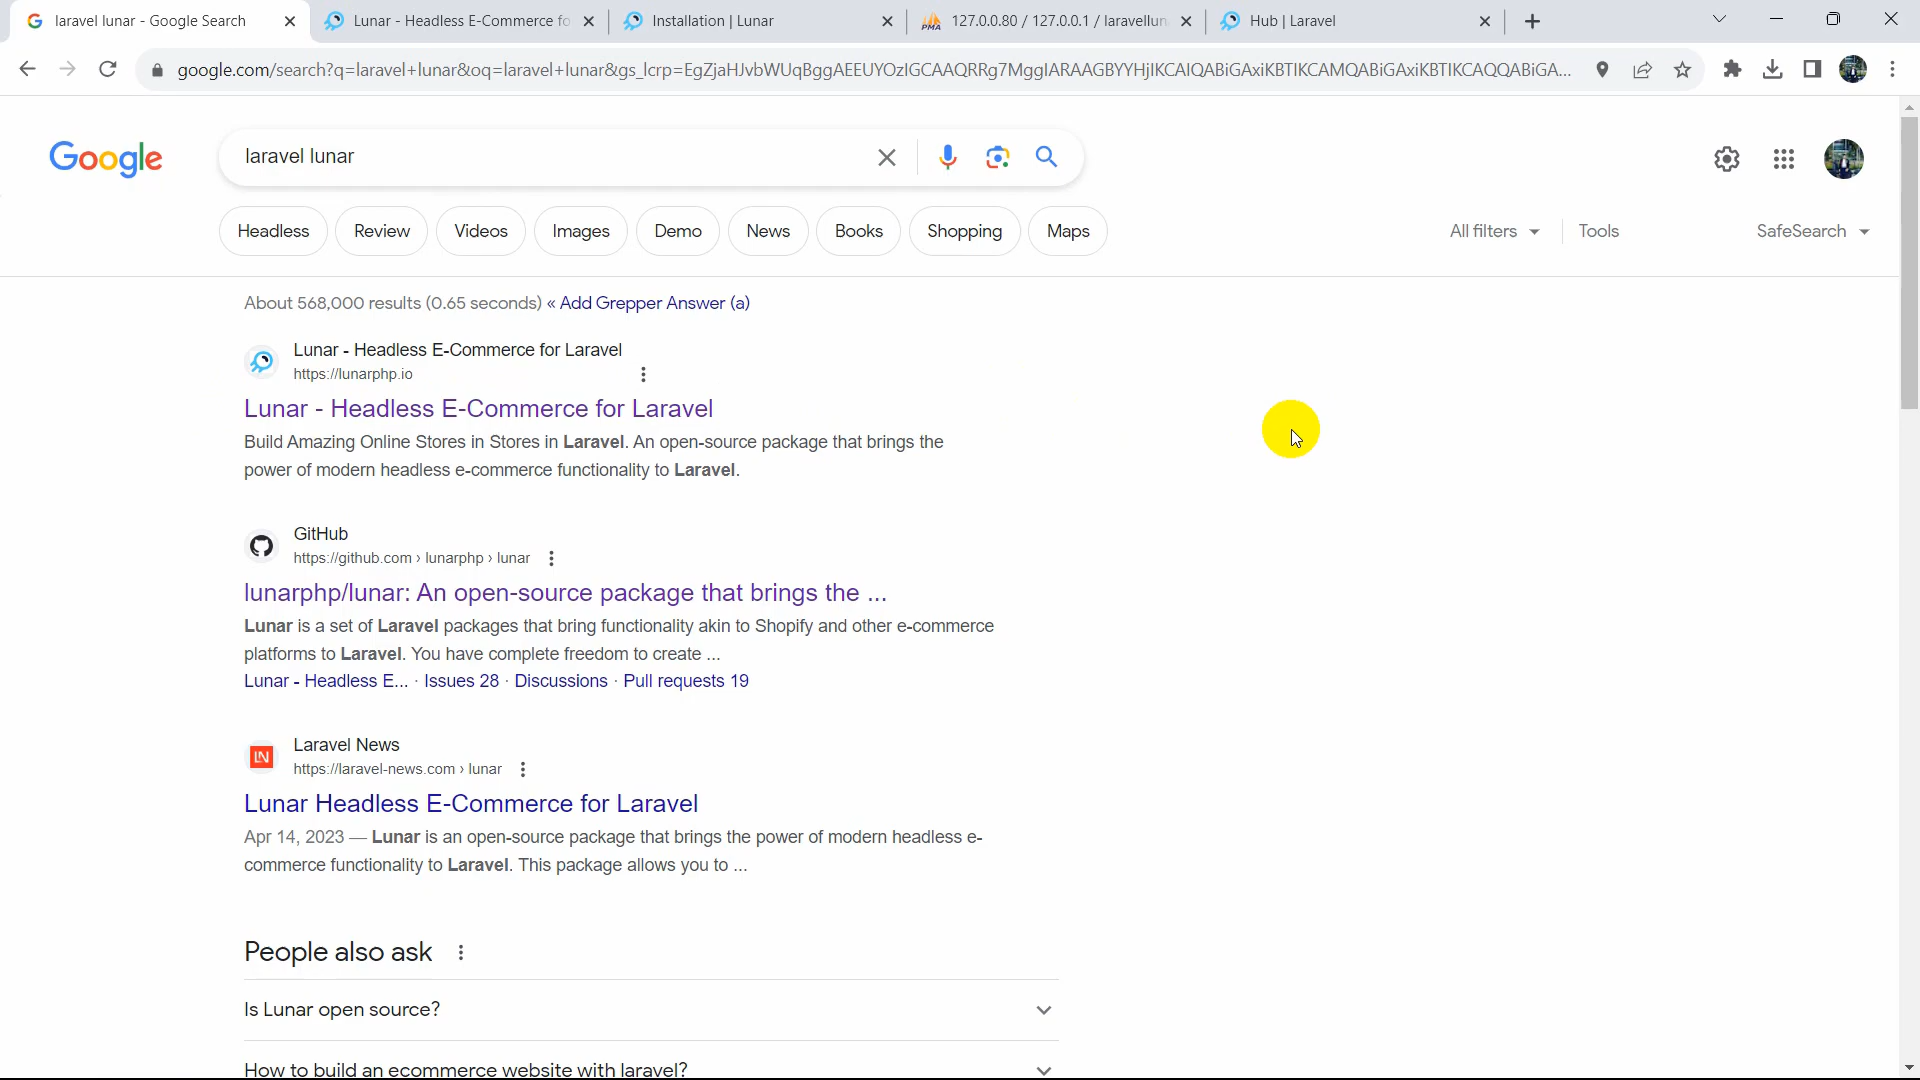 laravel lunar - Google Search
Lunar - Headless E-Commerce fo
Installation | Lunar
PMA
127.0.0.80 / 127.0.0.1 / laravellun
Hub | Laravel
google.com/search?q=laravel+lunar&oq=laravel+lunar&gs_lcrp=EgZjaHJvbWUqBggAEEUYOzIGCAAQRRg7MggIARAAGBYYHjIKCAIQABiGAxiKBTIKCAMQABiGAxiKBTIKCAQQABiGA...
Google
laravel lunar
Headless
Review
Videos
Images
Demo
News
Books
Shopping
Maps
All filters
Tools
SafeSearch
About 568,000 results (0.65 seconds) « Add Grepper Answer (a)
Lunar - Headless E-Commerce for Laravel
https://lunarphp.io
Lunar - Headless E-Commerce for Laravel
Build Amazing Online Stores in Stores in Laravel. An open-source package that brings the
power of modern headless e-commerce functionality to Laravel.
GitHub
https://github.com › lunarphp › lunar
lunarphp/lunar: An open-source package that brings the ...
Lunar is a set of Laravel packages that bring functionality akin to Shopify and other e-commerce
platforms to Laravel. You have complete freedom to create ...
Lunar - Headless E... · Issues 28 · Discussions · Pull requests 19
LN
Laravel News
https://laravel-news.com › lunar
Lunar Headless E-Commerce for Laravel
Apr 14, 2023 — Lunar is an open-source package that brings the power of modern headless e-
commerce functionality to Laravel. This package allows you to ...
People also ask
Is Lunar open source?
How to build an ecommerce website with laravel?